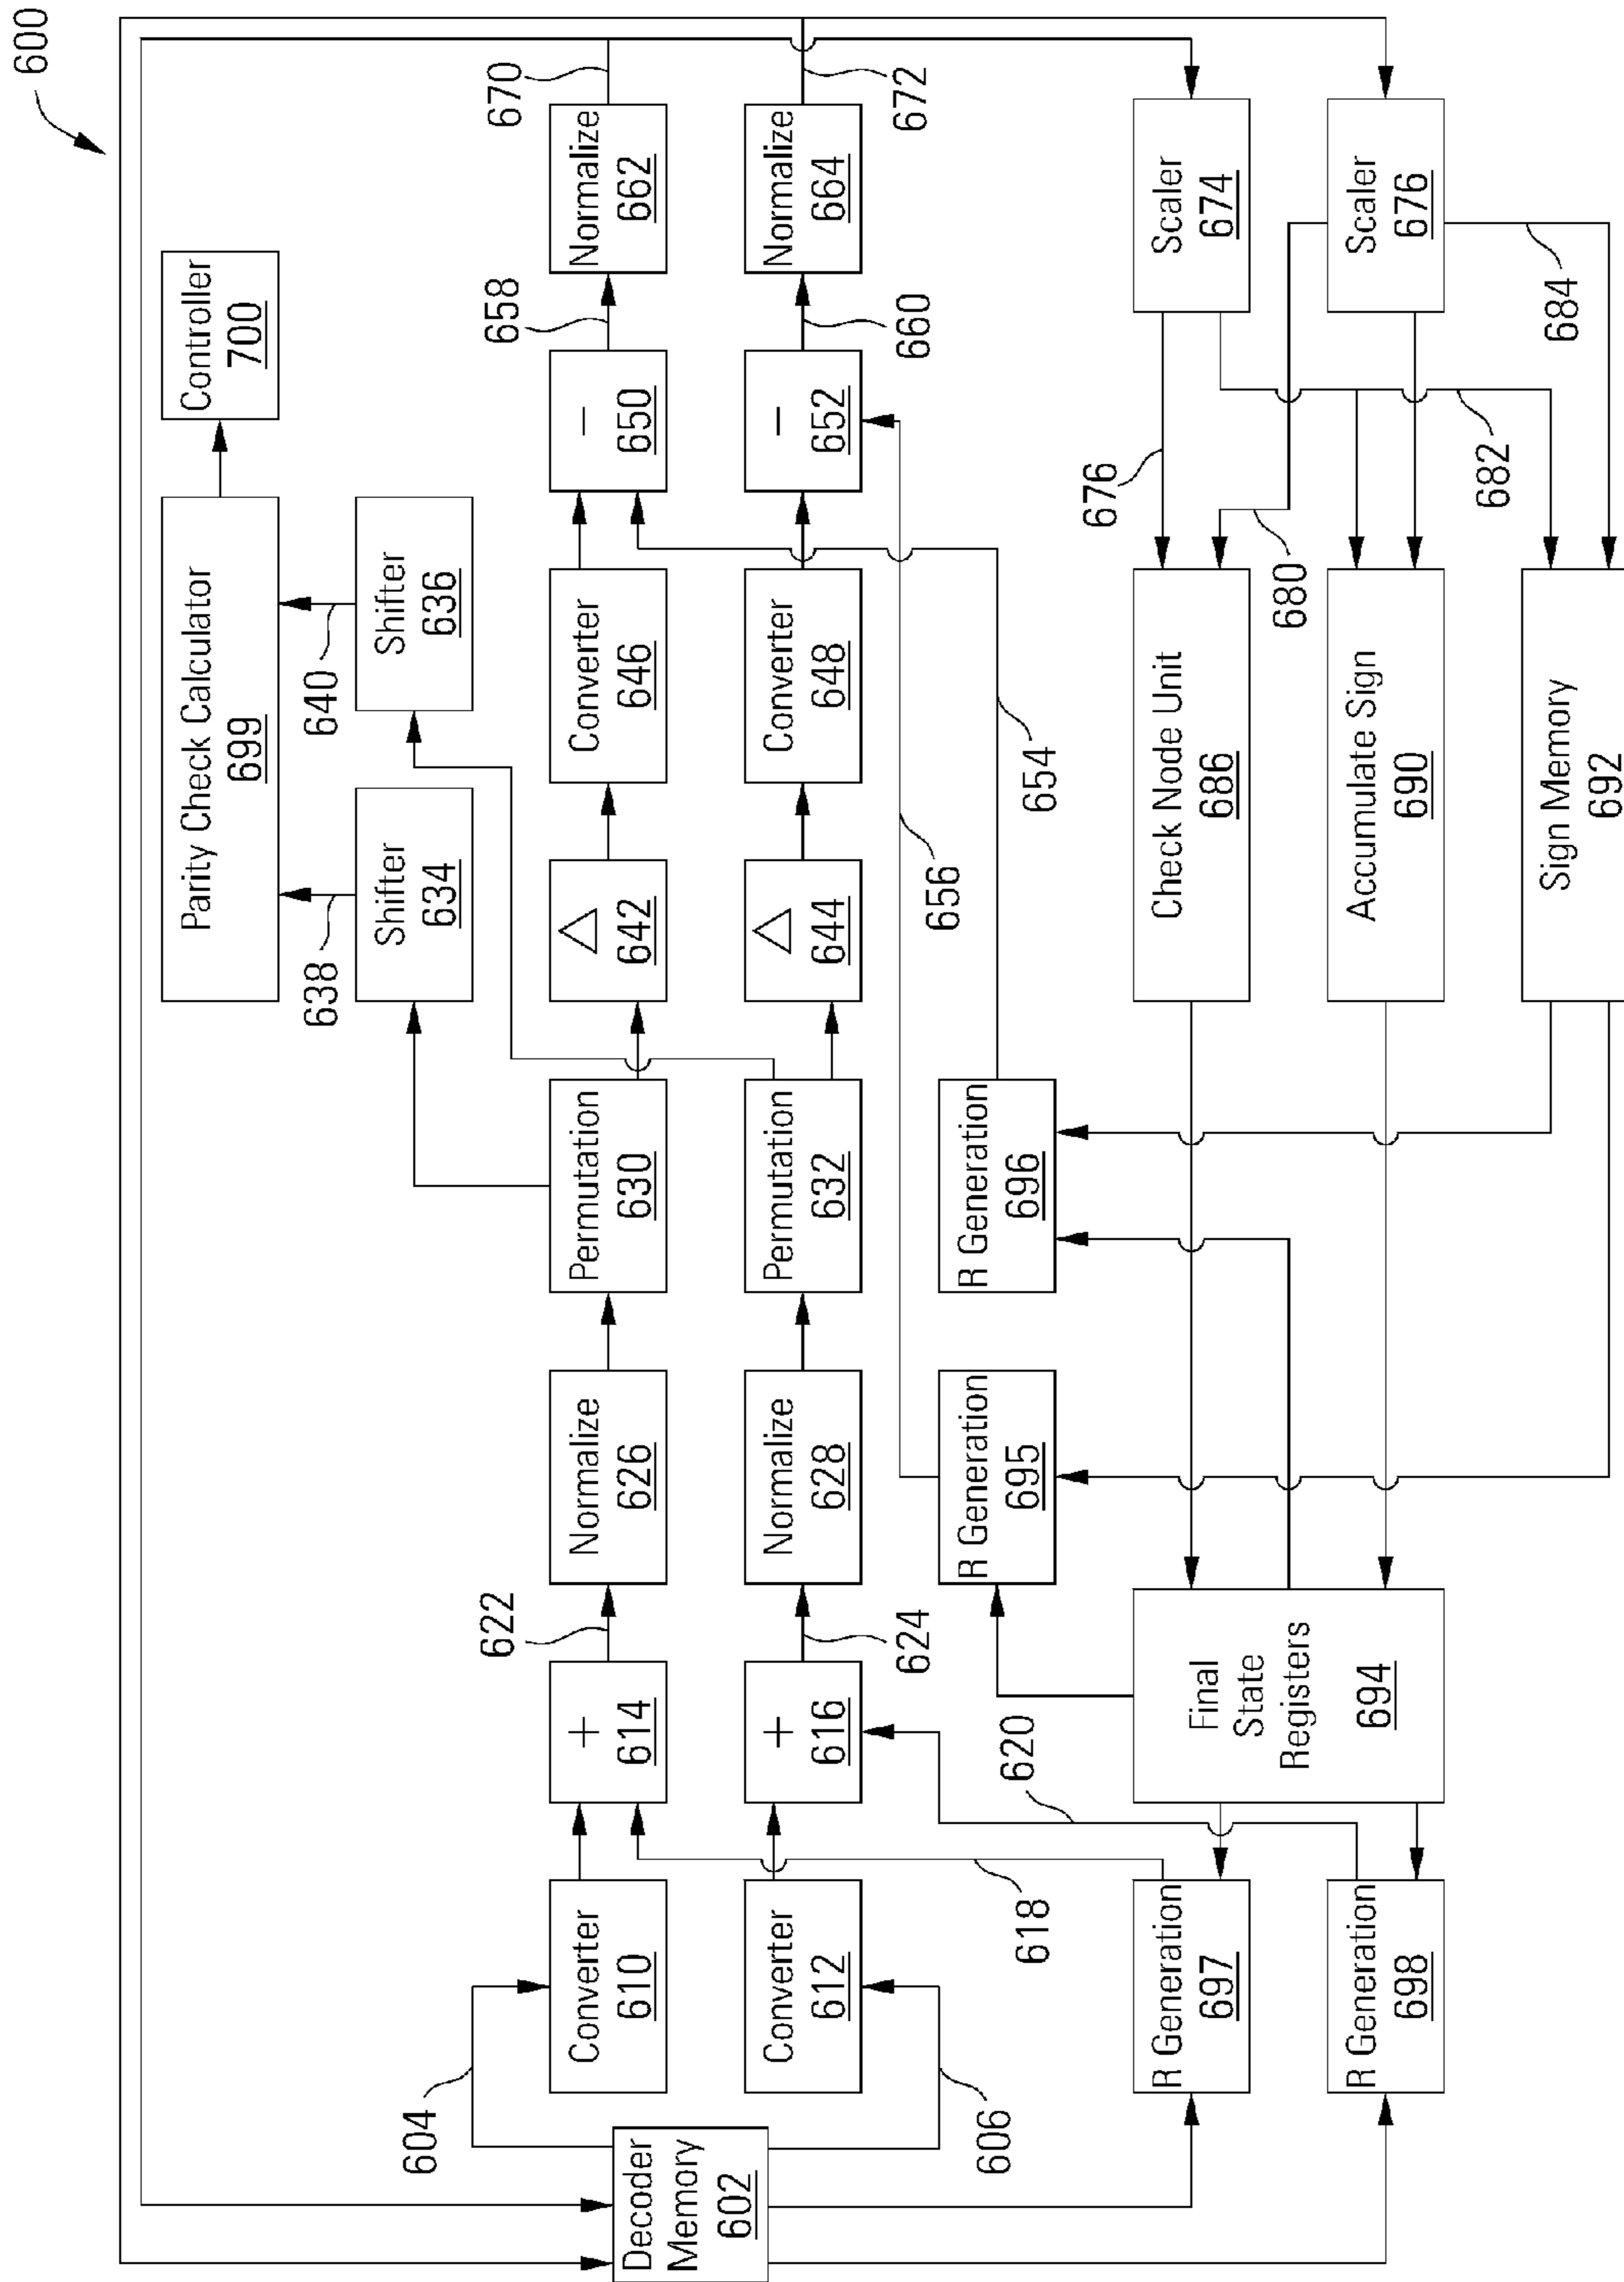 600
604
Decoder
Memory
602
606
Converter
610
Converter
612
+
614
+
616
618
620
622
624
Normalize
626
Normalize
628
Permutation
630
Permutation
632
Shifter
634
Shifter
636
638
640
Parity Check Calculator
699
Controller
700
△
642
△
644
Converter
646
Converter
648
−
650
−
652
654
656
658
660
Normalize
662
Normalize
664
670
672
R Generation
697
R Generation
698
Final
State
Registers
694
R Generation
695
R Generation
696
Check Node Unit
686
Accumulate Sign
690
Sign Memory
692
676
680
682
684
Scaler
674
Scaler
676